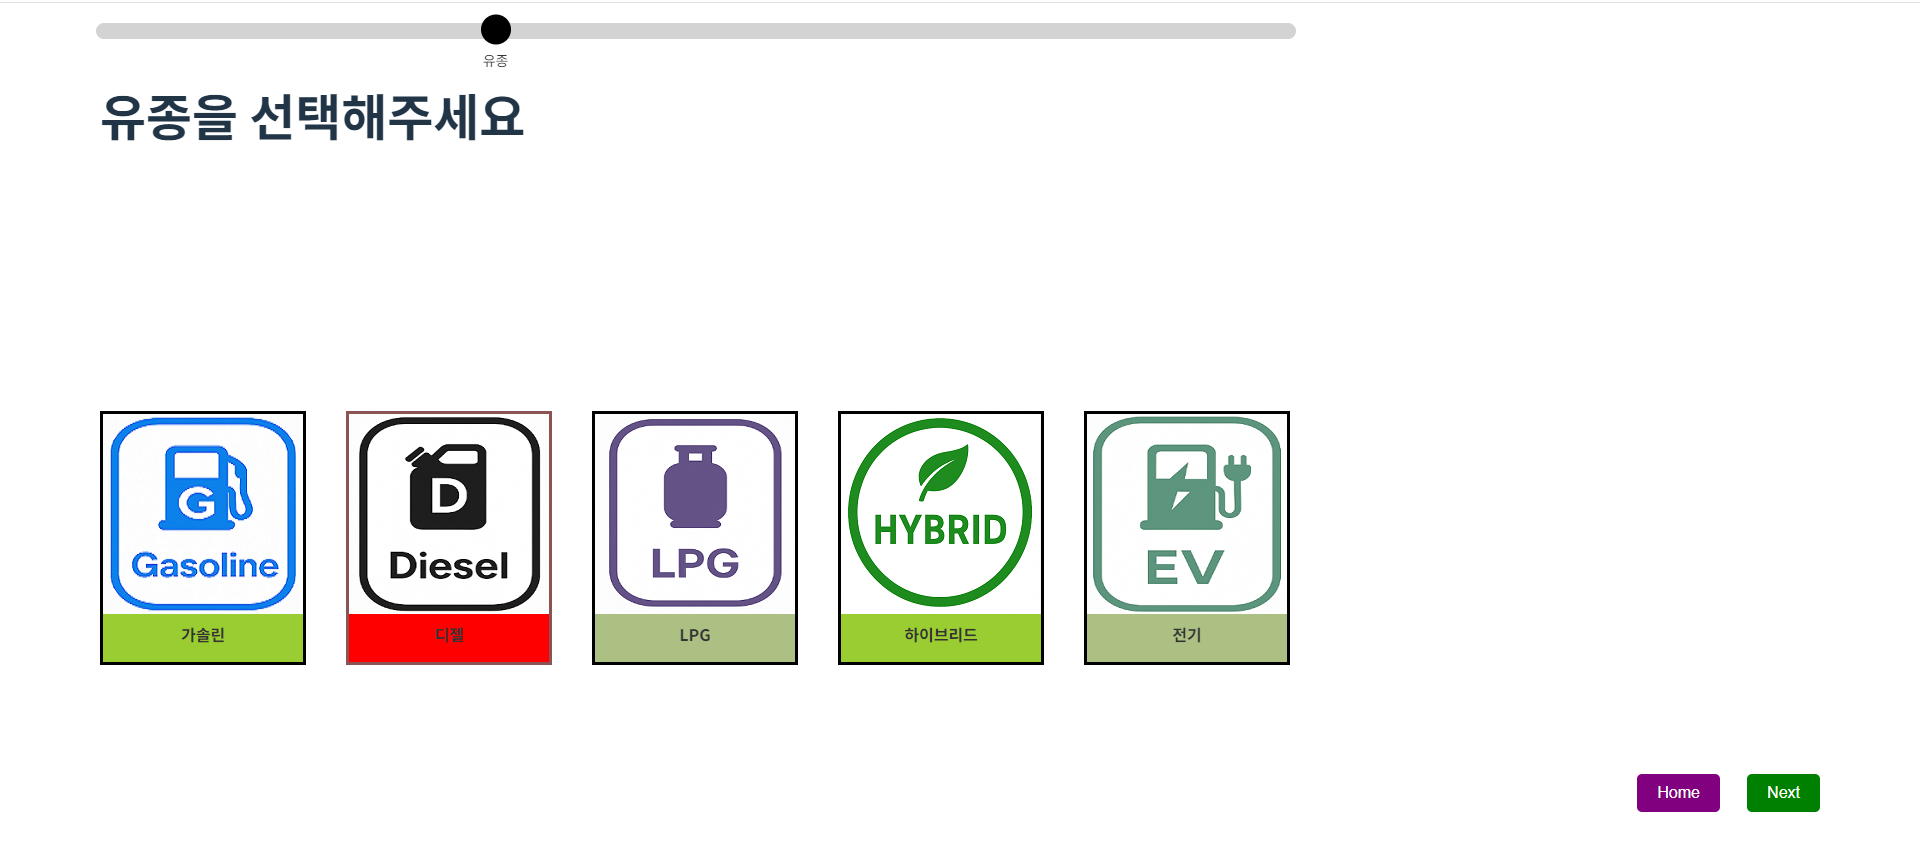 유종
유종을 선택해주세요
G
Gasoline
가솔린
D
Diesel
디젤
LPG
LPG
HYBRID
하이브리드
EV
전기
Home
Next